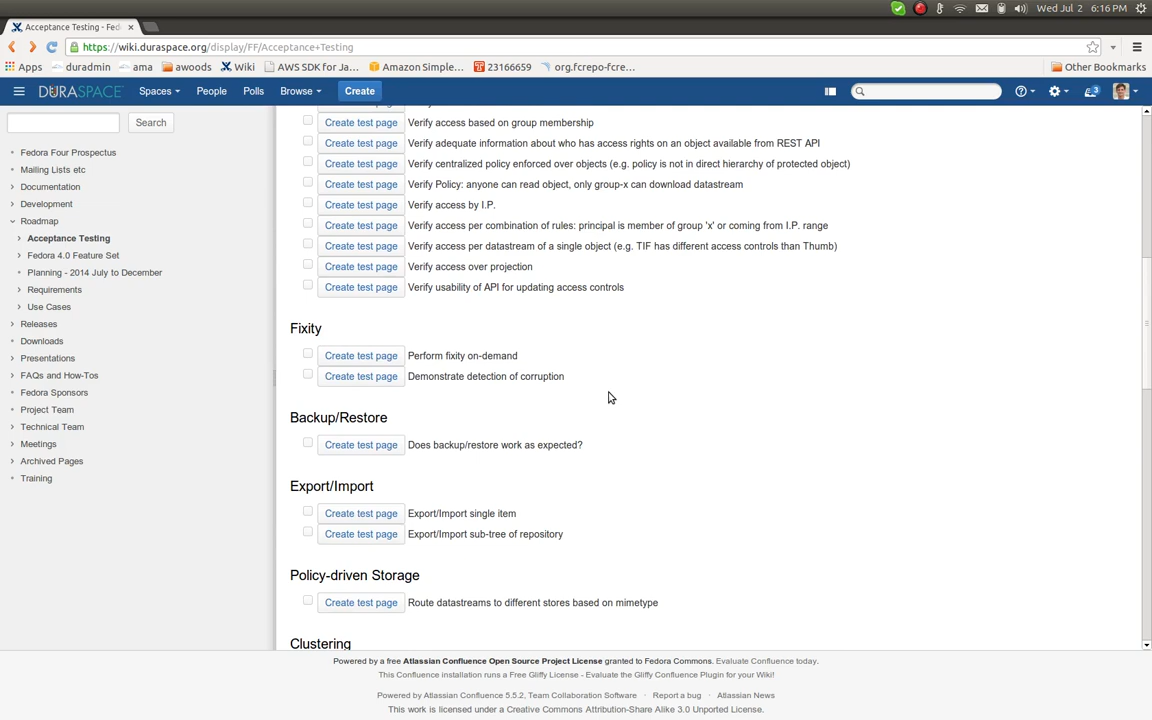 Wed Jul 2 6:16 PM
Acceptance Testing - Fed
https://wiki.duraspace.org/display/FF/Acceptance+Testing
Apps duradmin ama awoods Wiki AWS SDK for Ja... Amazon Simple... 23166659 org.fcrepo-fcre... Other Bookmarks
DURASPACE Spaces People Polls Browse Create 3
Search
Fedora Four Prospectus
Mailing Lists etc
Documentation
Development
Roadmap
Acceptance Testing
Fedora 4.0 Feature Set
Planning - 2014 July to December
Requirements
Use Cases
Releases
Downloads
Presentations
FAQs and How-Tos
Fedora Sponsors
Project Team
Technical Team
Meetings
Archived Pages
Training
Create test page Verify access based on group membership
Create test page Verify adequate information about who has access rights on an object available from REST API
Create test page Verify centralized policy enforced over objects (e.g. policy is not in direct hierarchy of protected object)
Create test page Verify Policy: anyone can read object, only group-x can download datastream
Create test page Verify access by I.P.
Create test page Verify access per combination of rules: principal is member of group 'x' or coming from I.P. range
Create test page Verify access per datastream of a single object (e.g. TIF has different access controls than Thumb)
Create test page Verify access over projection
Create test page Verify usability of API for updating access controls
Fixity
Create test page Perform fixity on-demand
Create test page Demonstrate detection of corruption
Backup/Restore
Create test page Does backup/restore work as expected?
Export/Import
Create test page Export/Import single item
Create test page Export/Import sub-tree of repository
Policy-driven Storage
Create test page Route datastreams to different stores based on mimetype
Clustering
Powered by a free Atlassian Confluence Open Source Project License granted to Fedora Commons. Evaluate Confluence today.
This Confluence installation runs a Free Gliffy License - Evaluate the Gliffy Confluence Plugin for your Wiki!
Powered by Atlassian Confluence 5.5.2, Team Collaboration Software · Report a bug · Atlassian News
This work is licensed under a Creative Commons Attribution-Share Alike 3.0 Unported License.